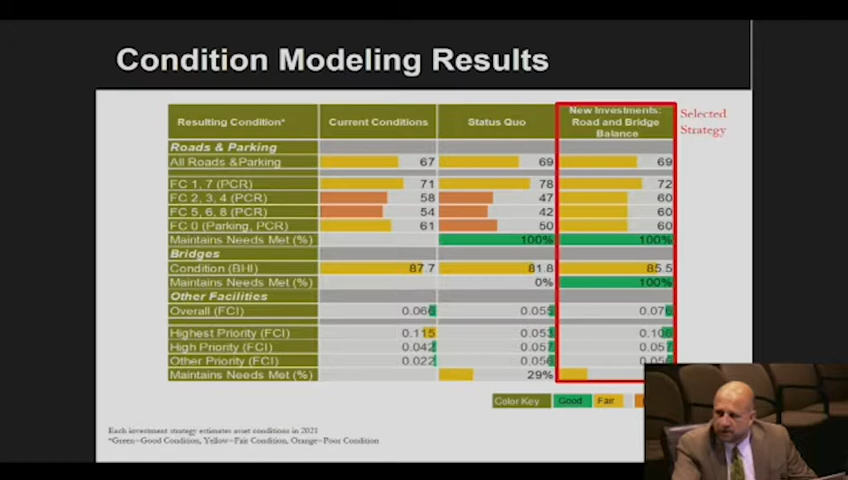 Condition Modeling Results
Resulting Condition* Current Conditions Status Quo New Investments: Road and Bridge Balance
Selected Strategy
Roads & Parking
All Roads &Parking 67 69 69
FC 1, 7 (PCR) 71 78 72
FC 2, 3, 4 (PCR) 58 47 60
FC 5, 6, 8 (PCR) 54 42 60
FC 0 (Parking, PCR) 61 50 60
Maintains Needs Met (%) 100% 100%
Bridges
Condition (BHI) 87.7 81.8 85.5
Maintains Needs Met (%) 0% 100%
Other Facilities
Overall (FCI) 0.066 0.055 0.076
Highest Priority (FCI) 0.115 0.053 0.106
High Priority (FCI) 0.042 0.057 0.057
Other Priority (FCI) 0.022 0.056 0.056
Maintains Needs Met (%) 29%
Color Key Good Fair
Each investment strategy estimates asset conditions in 2021
*Green=Good Condition, Yellow=Fair Condition, Orange=Poor Condition